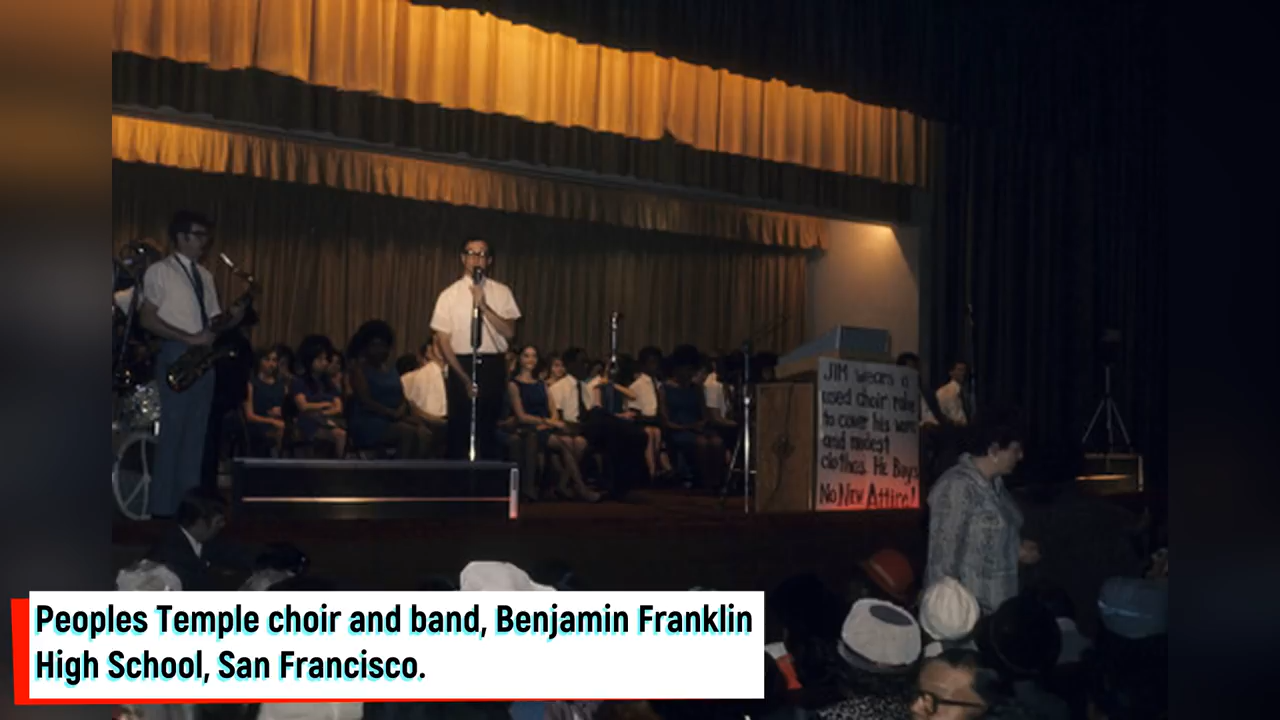 JIM wears a
used choir robe
to cover his worn
and modest
clothes. He Buys
No New Attire!
Peoples Temple choir and band, Benjamin Franklin
High School, San Francisco.